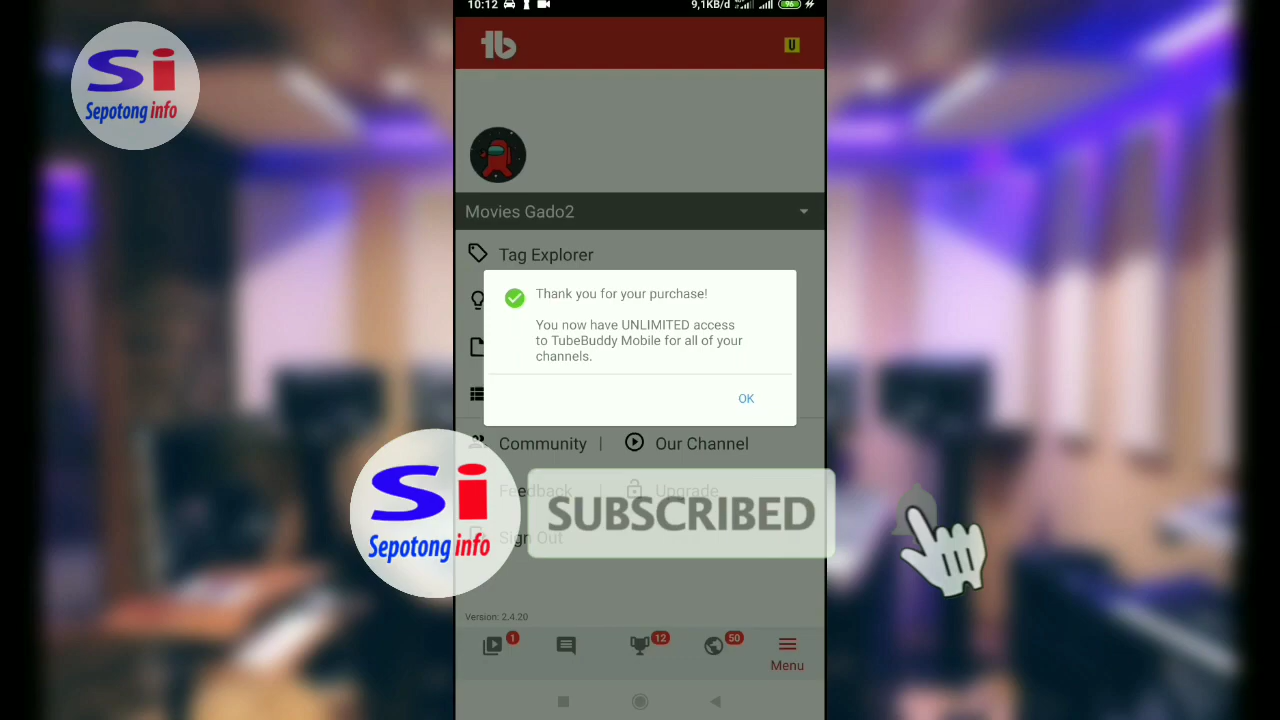 10:12
9,1KB/d
96
Si
Sepotong info
tb
U
Movies Gado2
Tag Explorer
Thank you for your purchase!
You now have UNLIMITED access
to TubeBuddy Mobile for all of your
channels.
OK
Community |
Our Channel
Feedback |
Upgrade
SUBSCRIBED
Si
Sepotong info
Sign Out
Version: 2,4.20
1
12
50
Menu